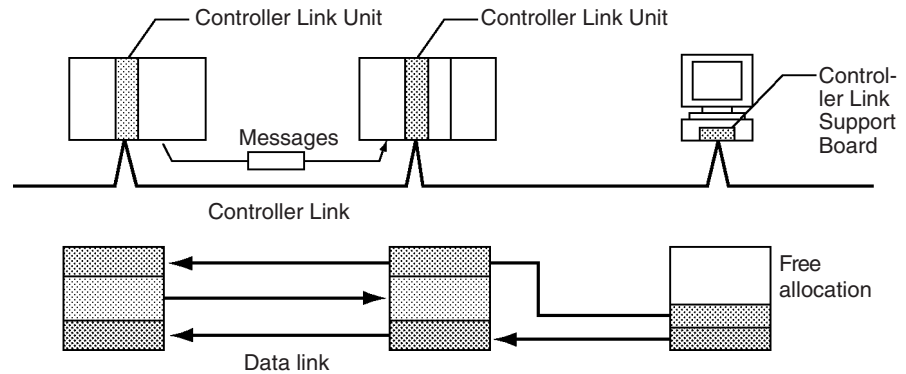 Controller Link Unit
Controller Link Unit
Control-
ler Link
Support
Board
Messages
Controller Link
Free
allocation
Data link